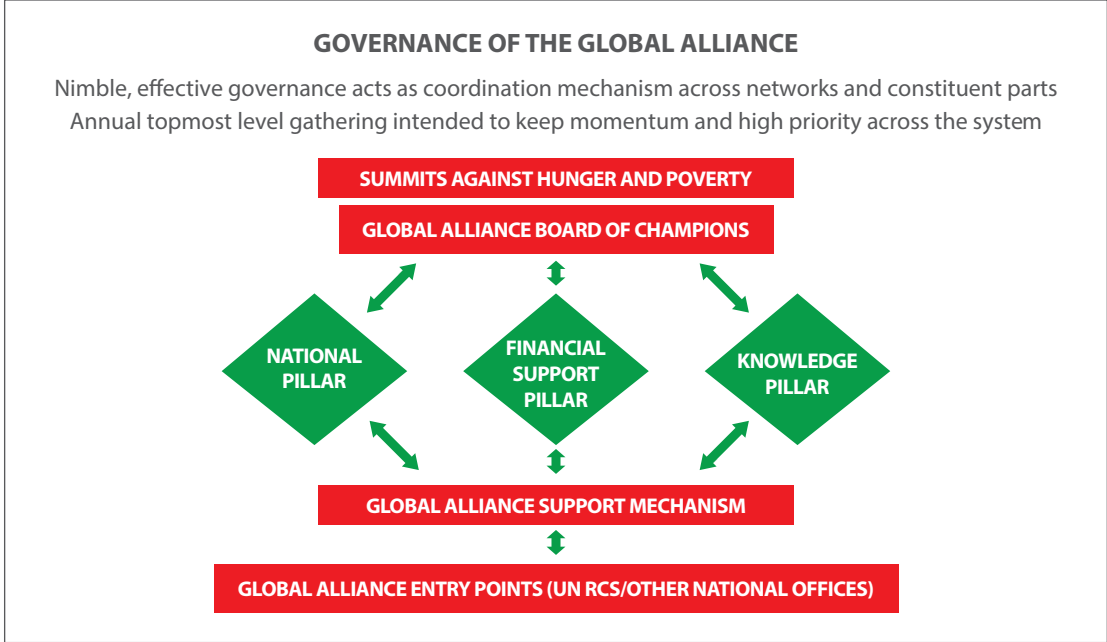 GOVERNANCE OF THE GLOBAL ALLIANCE
Nimble, effective governance acts as coordination mechanism across networks and constituent parts
Annual topmost level gathering intended to keep momentum and high priority across the system
SUMMITS AGAINST HUNGER AND POVERTY
GLOBAL ALLIANCE BOARD OF CHAMPIONS
NATIONAL
PILLAR
FINANCIAL
SUPPORT
PILLAR
KNOWLEDGE
PILLAR
GLOBAL ALLIANCE SUPPORT MECHANISM
GLOBAL ALLIANCE ENTRY POINTS (UN RCS/OTHER NATIONAL OFFICES)